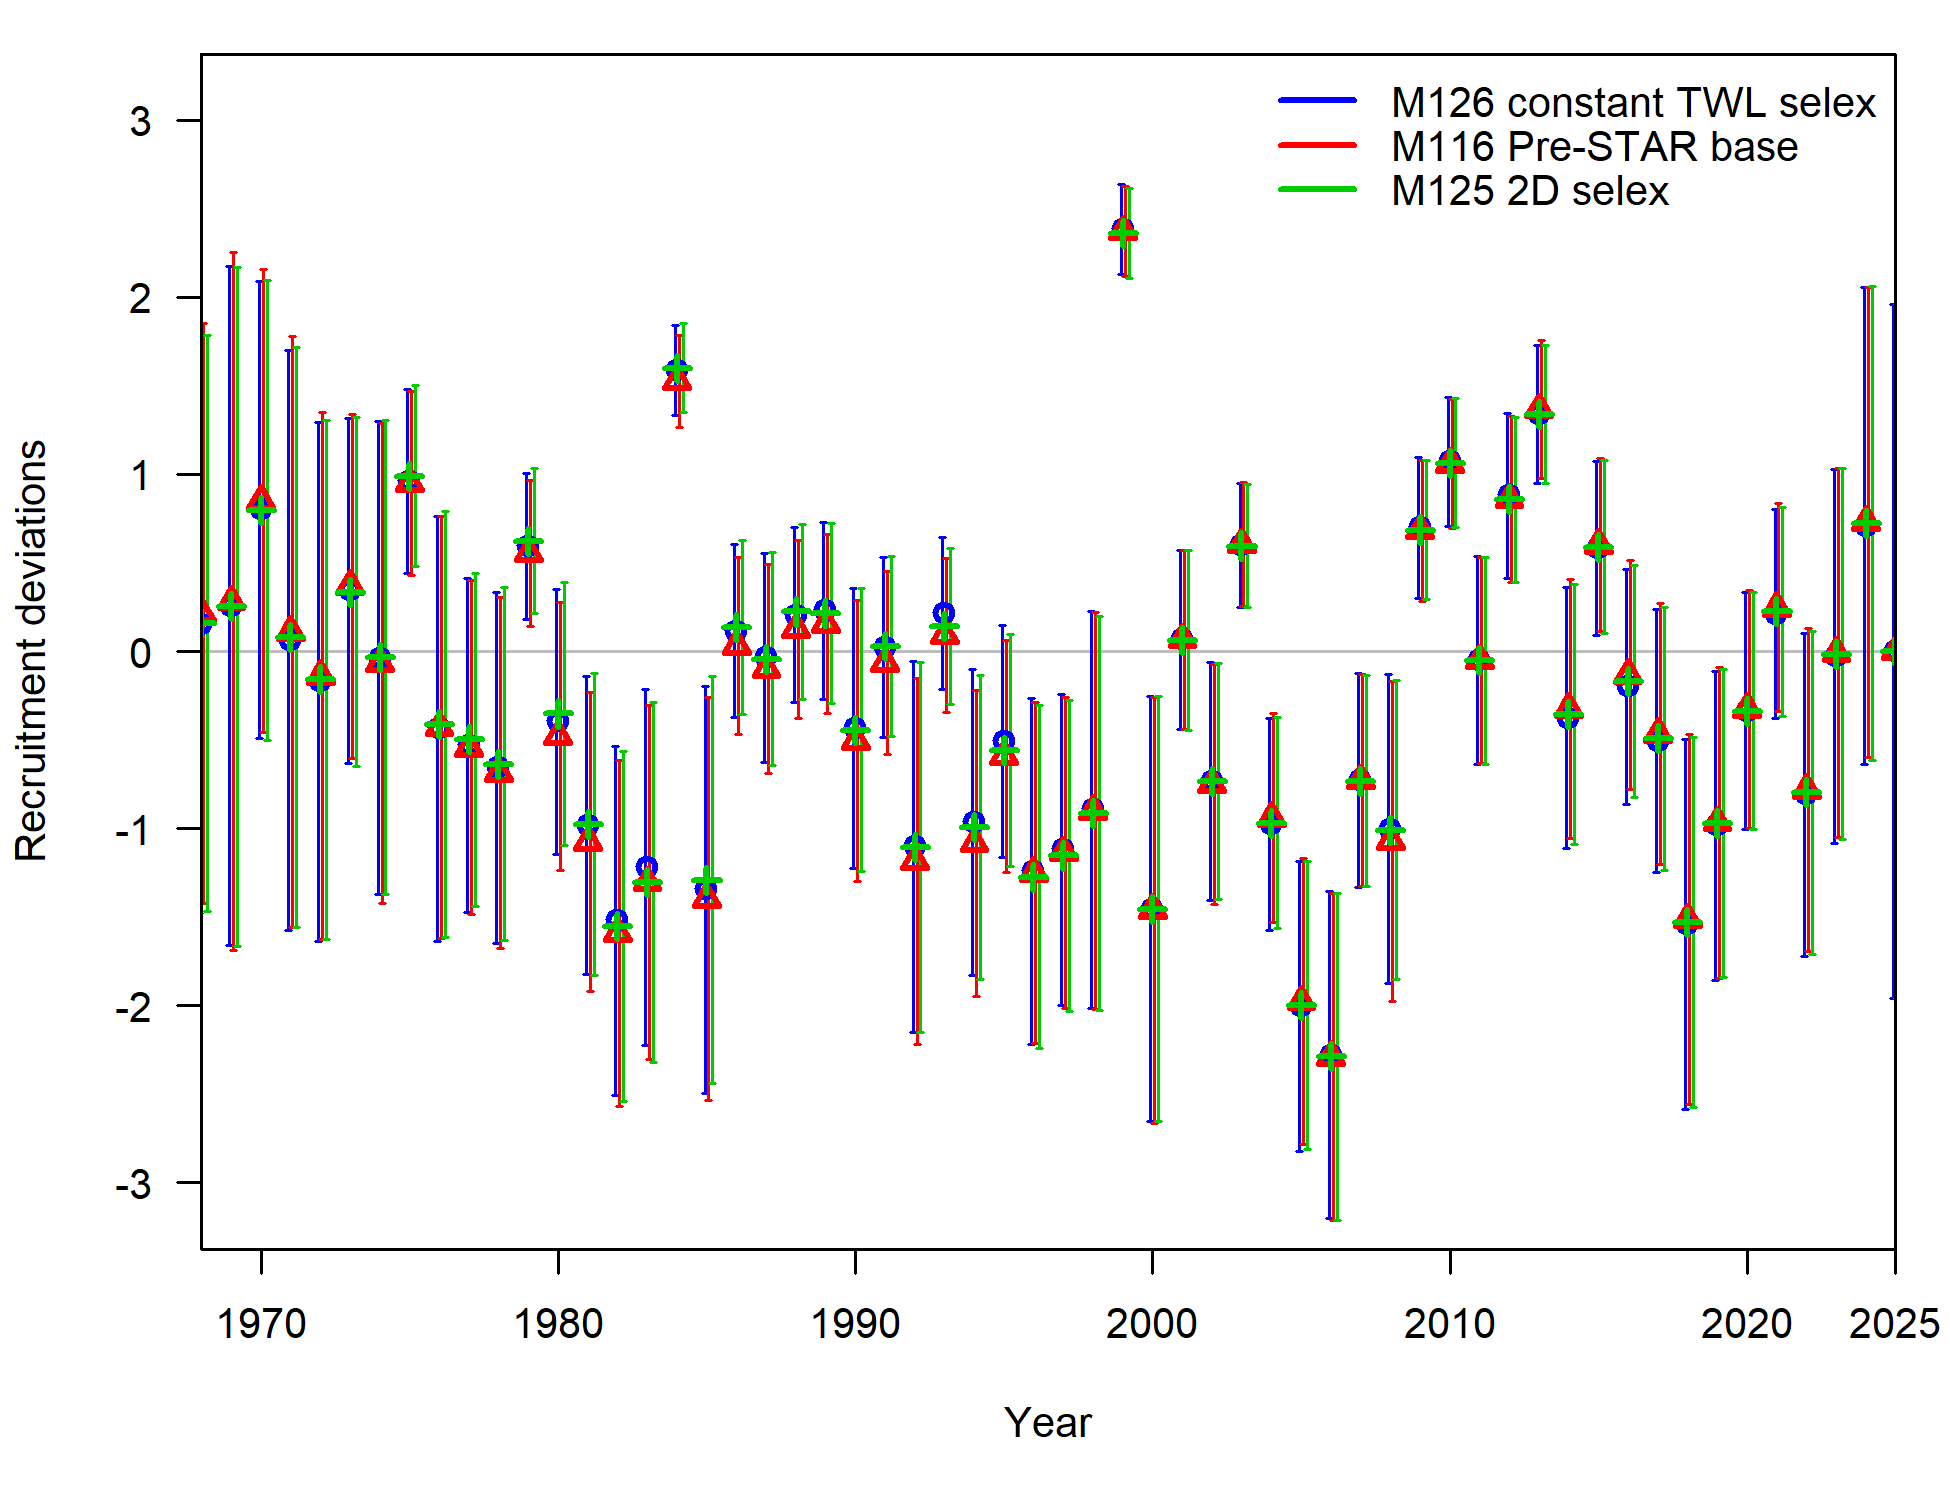 M126 constant TWL selex
M116 Pre-STAR base
M125 2D selex
Recruitment deviations
3
2
1
0
-1
-2
-3
1970 1980 1990 2000 2010 2020 2025
Year